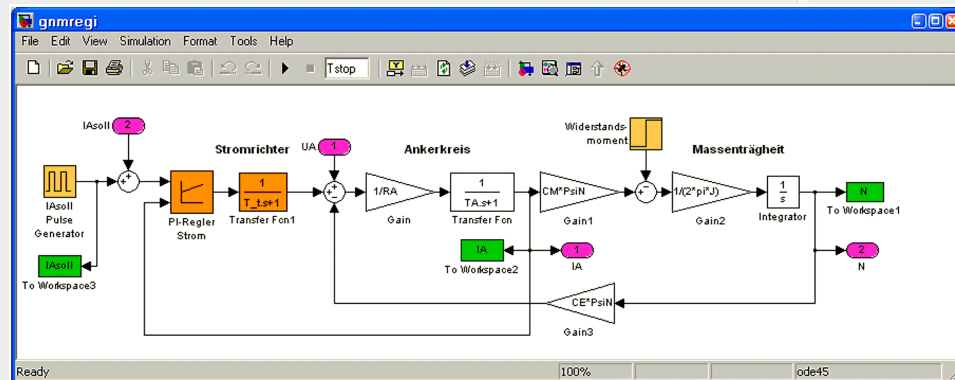 gnmregi
File Edit View Simulation Format Tools Help
Tstop
IAsoll
2
Stromrichter
UA
1
Ankerkreis
Widerstands-
moment
Massenträgheit
IAsoll
Pulse
Generator
PI-Regler
Strom
1
T_t.s+1
Transfer Fcn1
1/RA
Gain
1
TA.s+1
Transfer Fcn
CM*PsiN
Gain1
1/(2*pi*J)
Gain2
1
s
Integrator
N
To Workspace1
IAsoll
To Workspace3
IA
To Workspace2
1
IA
2
N
CE*PsiN
Gain3
Ready
100%
ode45